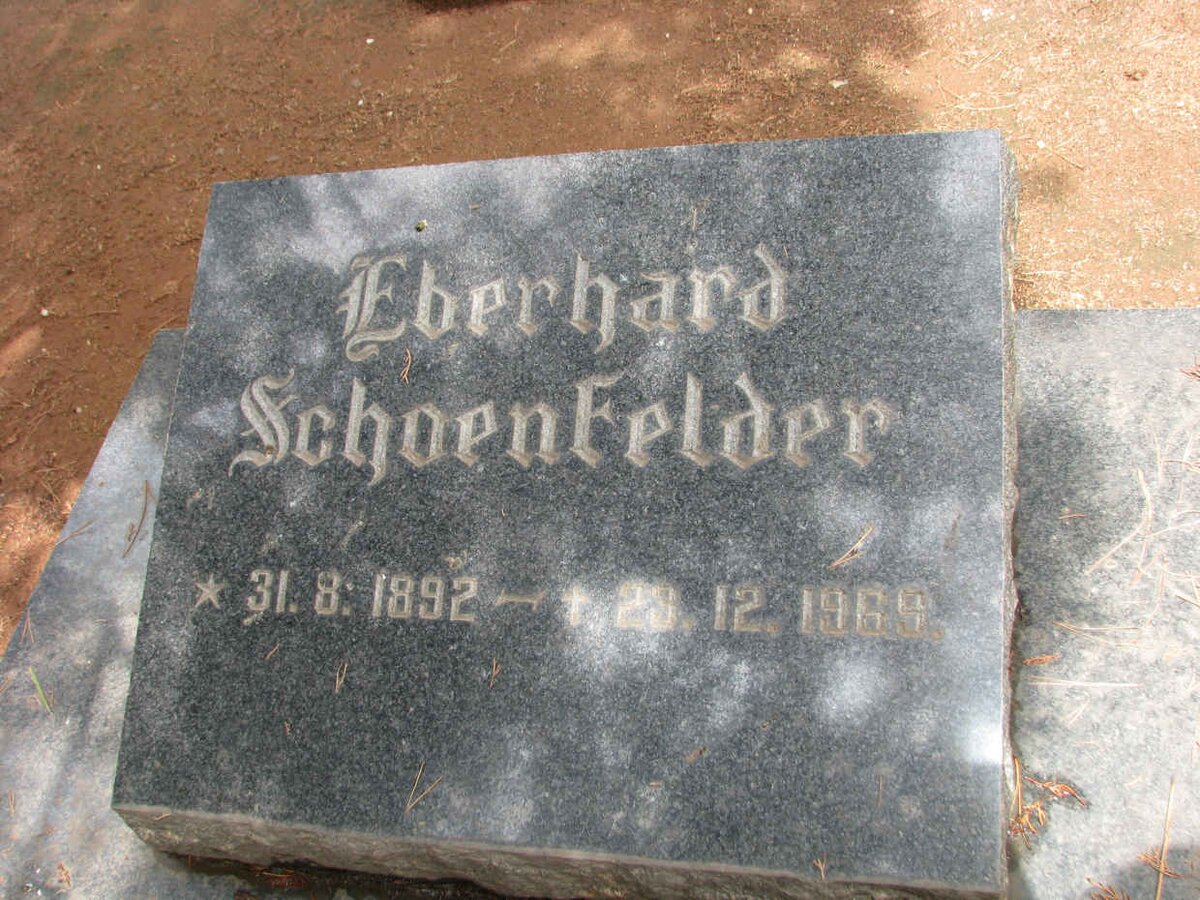 Eberhard
Schoenfelder
* 31. 8. 1892 — † 23. 12. 1969.